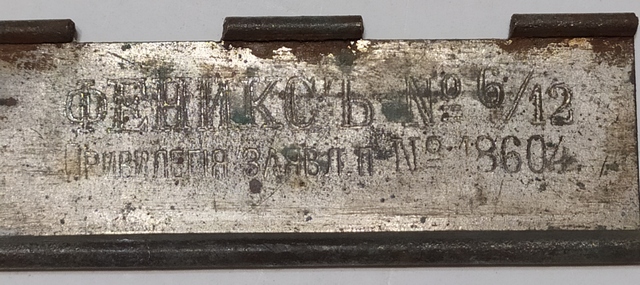 ФЕНИКСЪ № 6/12
ПРИВИЛЕГІЯ ЗАЯВЛ. П. № 18604.